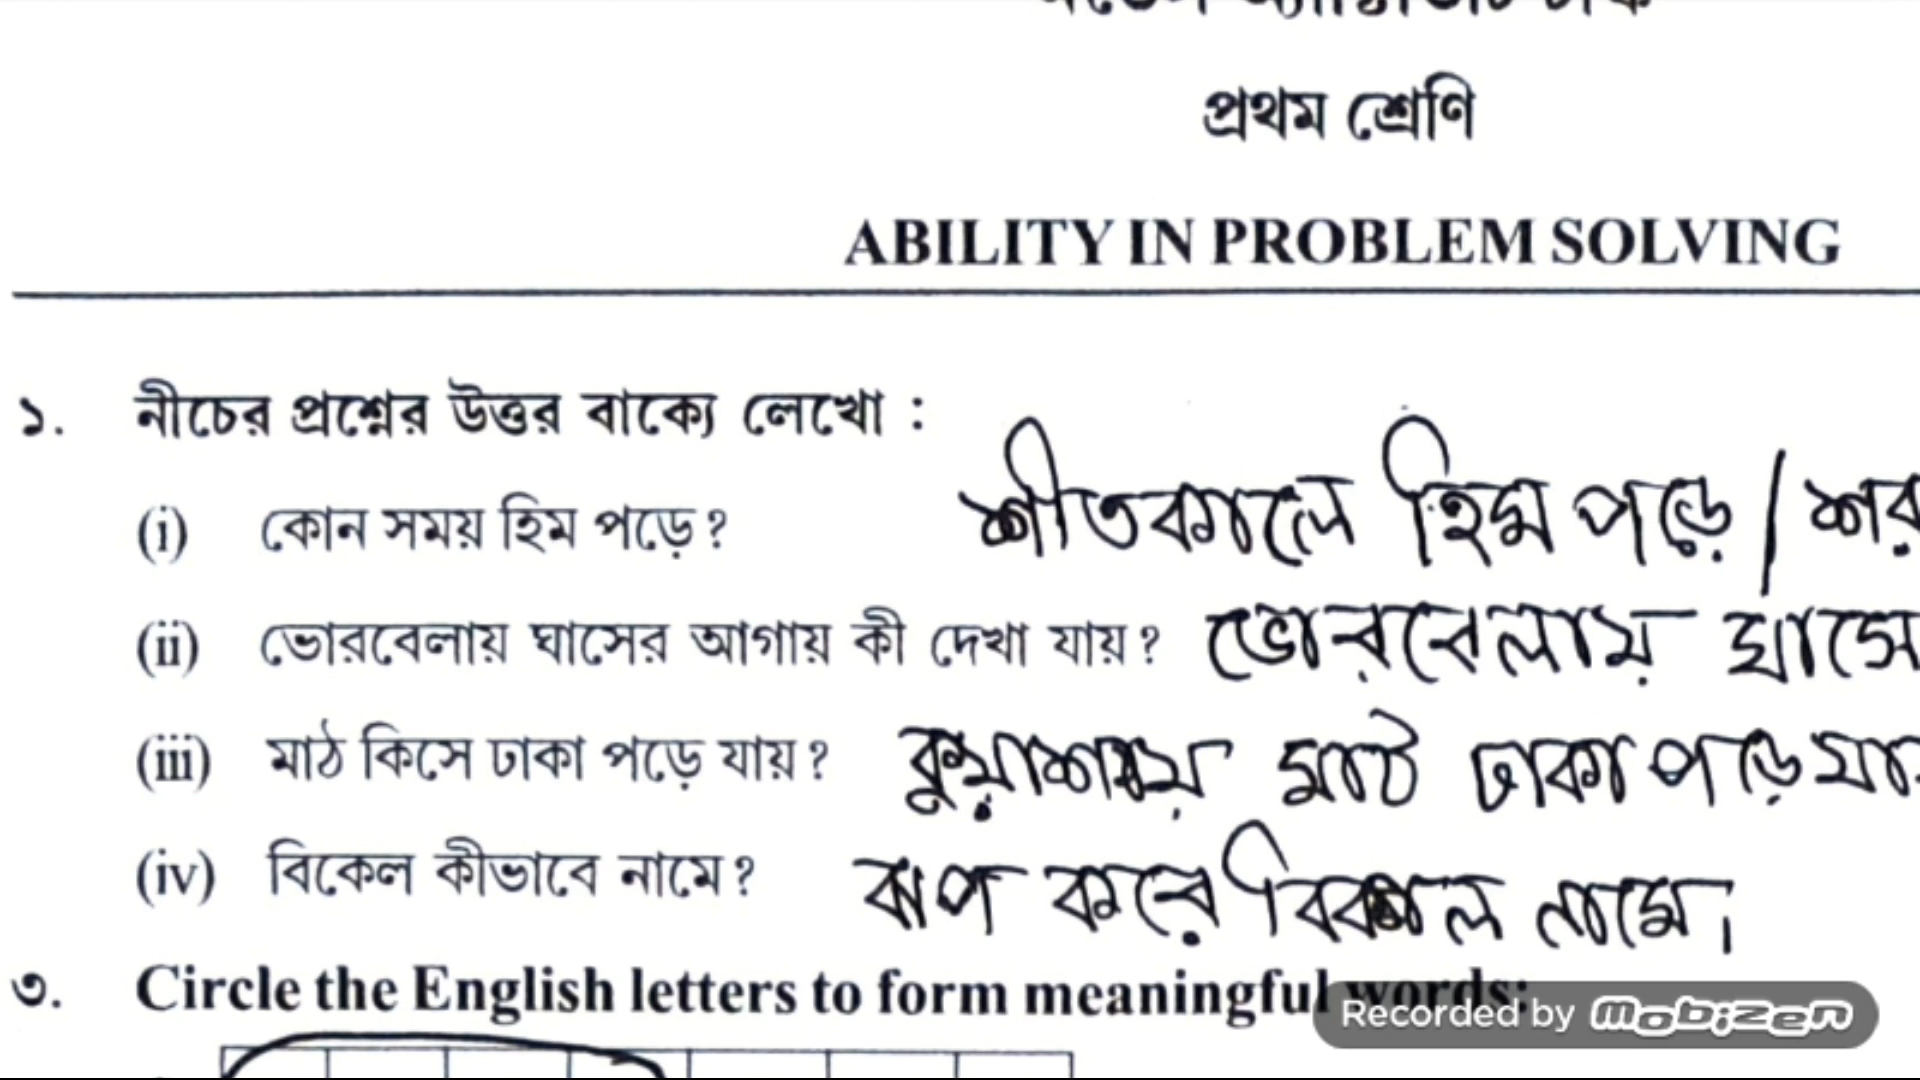 প্রথম শ্রেণি
ABILITY IN PROBLEM SOLVING
১. নীচের প্রশ্নের উত্তর বাক্যে লেখো :
(i) কোন সময় হিম পড়ে? শীতকালে হিম পড়ে /
(ii) ভোরবেলায় ঘাসের আগায় কী দেখা যায়? ভোরবেলায় ঘাসে
(iii) মাঠ কিসে ঢাকা পড়ে যায়? কুয়াশায় মাঠ ঢাকা পড়ে যা
(iv) বিকেল কীভাবে নামে? ঝপ করে বিকাল নামে।
৩. Circle the English letters to form meaningful words:
Recorded by mobizen